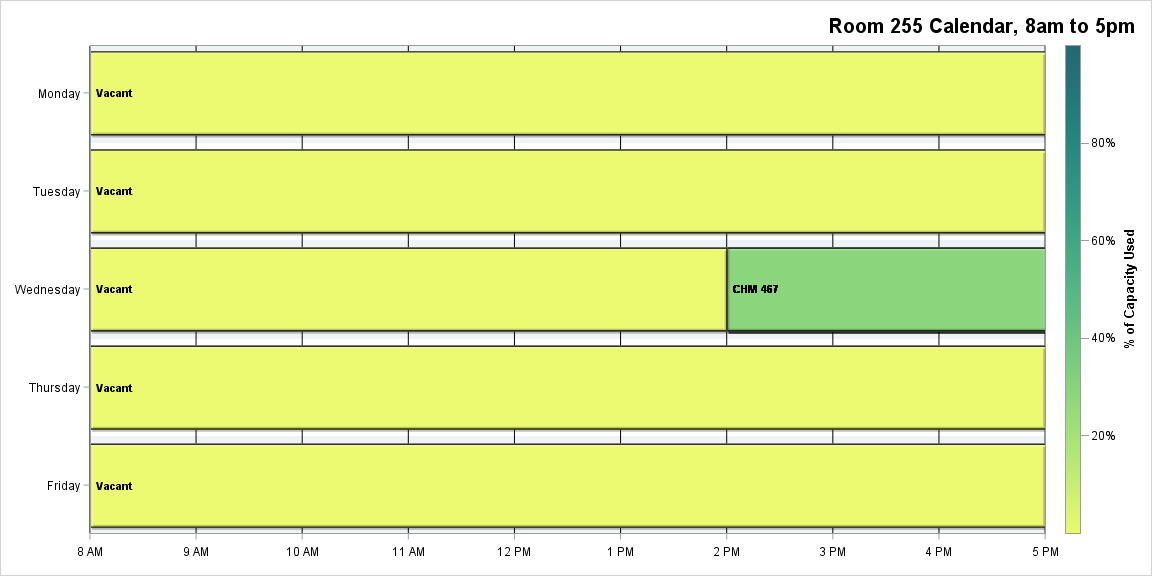 Room 255 Calendar, 8am to 5pm
Monday
Vacant
Tuesday
Vacant
Wednesday
Vacant
CHM 467
Thursday
Vacant
Friday
Vacant
8 AM 9 AM 10 AM 11 AM 12 PM 1 PM 2 PM 3 PM 4 PM 5 PM
80%
60%
40%
20%
% of Capacity Used